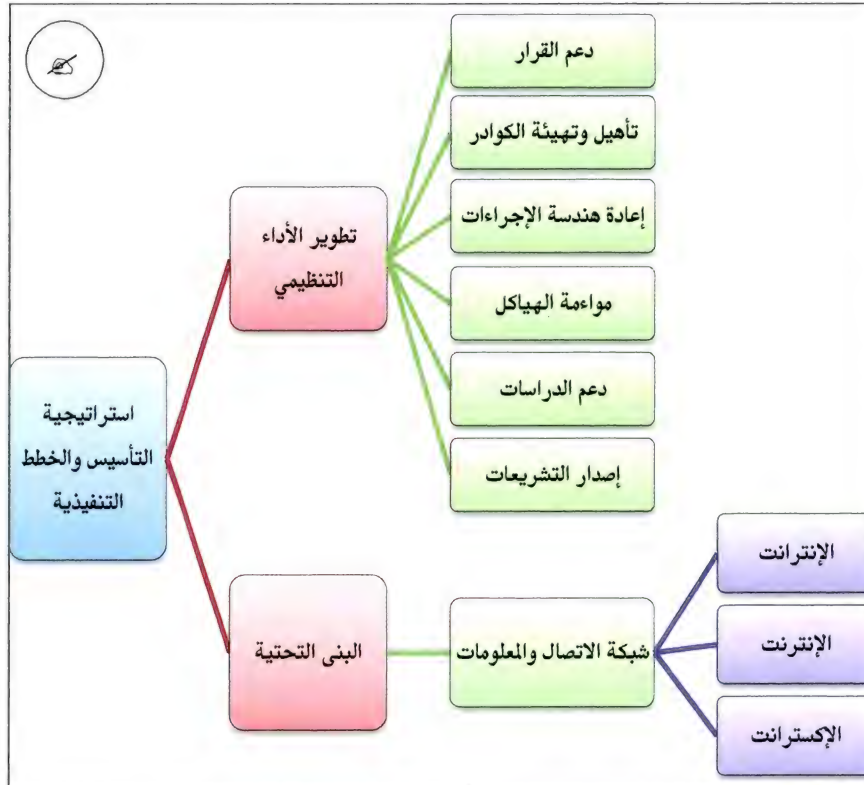 استراتيجية
التأسيس والخطط
التنفيذية
تطوير الأداء
التنظيمي
دعم القرار
تأهيل وتهيئة الكوادر
إعادة هندسة الإجراءات
مواءمة الهياكل
دعم الدراسات
إصدار التشريعات
البنى التحتية
شبكة الاتصال والمعلومات
الإنترانت
الإنترنت
الإكسترانت